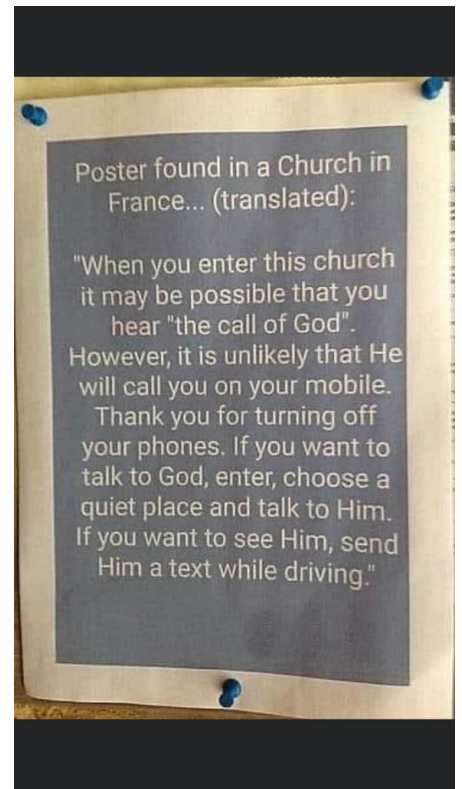 Poster found in a Church in
France... (translated):
"When you enter this church
it may be possible that you
hear "the call of God".
However, it is unlikely that He
will call you on your mobile.
Thank you for turning off
your phones. If you want to
talk to God, enter, choose a
quiet place and talk to Him.
If you want to see Him, send
Him a text while driving."